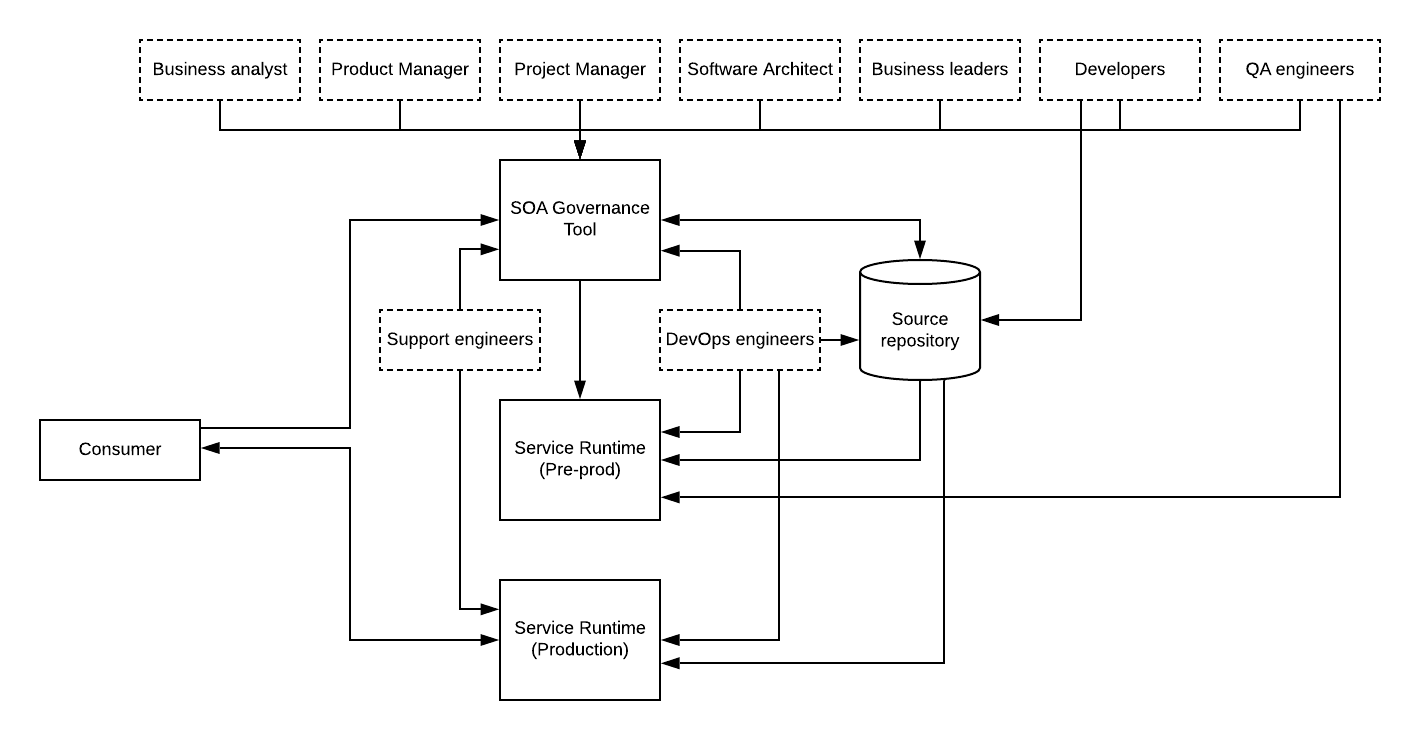 Business analyst
Product Manager
Project Manager
Software Architect
Business leaders
Developers
QA engineers
SOA Governance
Tool
Source
repository
Support engineers
DevOps engineers
Consumer
Service Runtime
(Pre-prod)
Service Runtime
(Production)